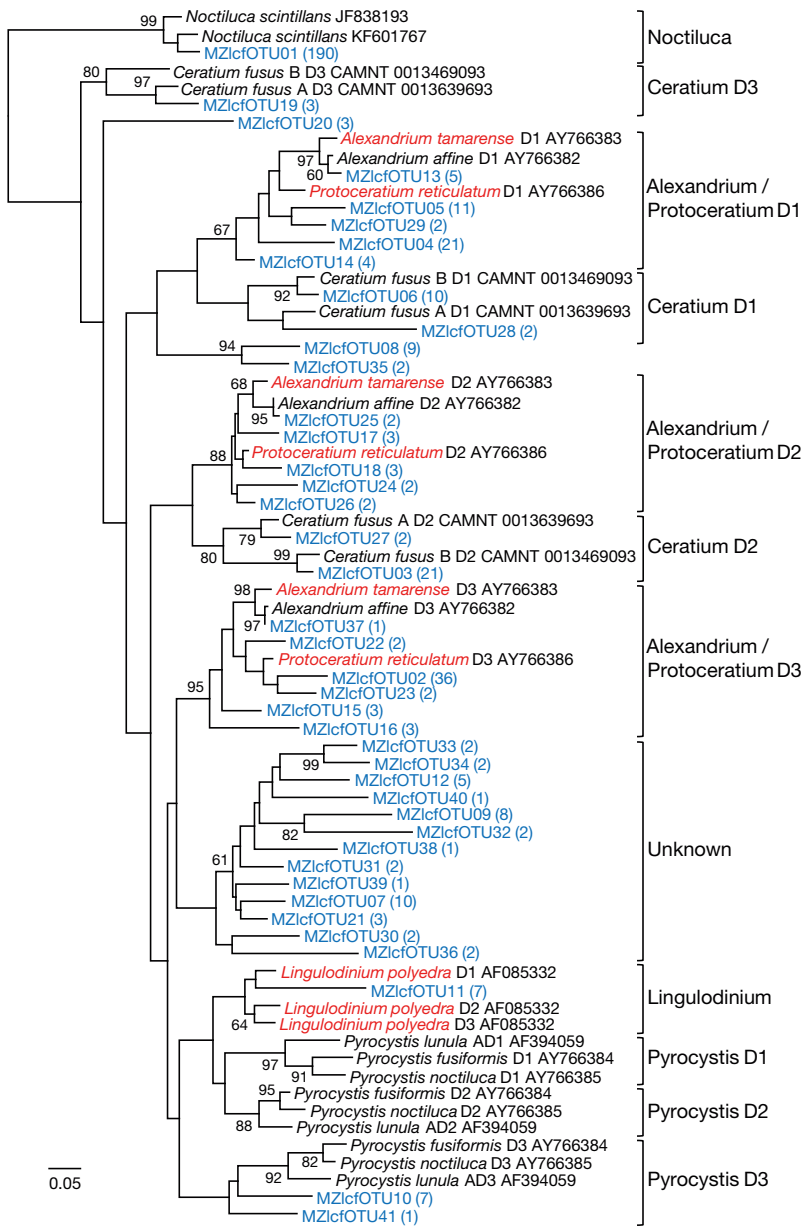 99
Noctiluca scintillans JF838193
Noctiluca scintillans KF601767
MZlcfOTU01 (190)
Noctiluca
80
Ceratium fusus B D3 CAMNT 0013469093
97
Ceratium fusus A D3 CAMNT 0013639693
MZlcfOTU19 (3)
Ceratium D3
MZlcfOTU20 (3)
Alexandrium tamarense D1 AY766383
97
Alexandrium affine D1 AY766382
60
MZlcfOTU13 (5)
Protoceratium reticulatum D1 AY766386
MZlcfOTU05 (11)
MZlcfOTU29 (2)
67
MZlcfOTU04 (21)
MZlcfOTU14 (4)
Alexandrium /
Protoceratium D1
Ceratium fusus B D1 CAMNT 0013469093
92
MZlcfOTU06 (10)
Ceratium fusus A D1 CAMNT 0013639693
MZlcfOTU28 (2)
Ceratium D1
94
MZlcfOTU08 (9)
MZlcfOTU35 (2)
68
Alexandrium tamarense D2 AY766383
Alexandrium affine D2 AY766382
95
MZlcfOTU25 (2)
MZlcfOTU17 (3)
88
Protoceratium reticulatum D2 AY766386
MZlcfOTU18 (3)
MZlcfOTU24 (2)
MZlcfOTU26 (2)
Alexandrium /
Protoceratium D2
Ceratium fusus A D2 CAMNT 0013639693
79
MZlcfOTU27 (2)
80
99
Ceratium fusus B D2 CAMNT 0013469093
MZlcfOTU03 (21)
Ceratium D2
98
Alexandrium tamarense D3 AY766383
Alexandrium affine D3 AY766382
97
MZlcfOTU37 (1)
MZlcfOTU22 (2)
Protoceratium reticulatum D3 AY766386
MZlcfOTU02 (36)
95
MZlcfOTU23 (2)
MZlcfOTU15 (3)
MZlcfOTU16 (3)
Alexandrium /
Protoceratium D3
MZlcfOTU33 (2)
99
MZlcfOTU34 (2)
MZlcfOTU12 (5)
MZlcfOTU40 (1)
MZlcfOTU09 (8)
82
MZlcfOTU32 (2)
MZlcfOTU38 (1)
61
MZlcfOTU31 (2)
MZlcfOTU39 (1)
MZlcfOTU07 (10)
MZlcfOTU21 (3)
MZlcfOTU30 (2)
MZlcfOTU36 (2)
Unknown
Lingulodinium polyedra D1 AF085332
MZlcfOTU11 (7)
Lingulodinium polyedra D2 AF085332
64
Lingulodinium polyedra D3 AF085332
Lingulodinium
Pyrocystis lunula AD1 AF394059
97
Pyrocystis fusiformis D1 AY766384
91
Pyrocystis noctiluca D1 AY766385
Pyrocystis D1
95
Pyrocystis fusiformis D2 AY766384
Pyrocystis noctiluca D2 AY766385
88
Pyrocystis lunula AD2 AF394059
Pyrocystis D2
Pyrocystis fusiformis D3 AY766384
82
Pyrocystis noctiluca D3 AY766385
92
Pyrocystis lunula AD3 AF394059
MZlcfOTU10 (7)
MZlcfOTU41 (1)
Pyrocystis D3
0.05